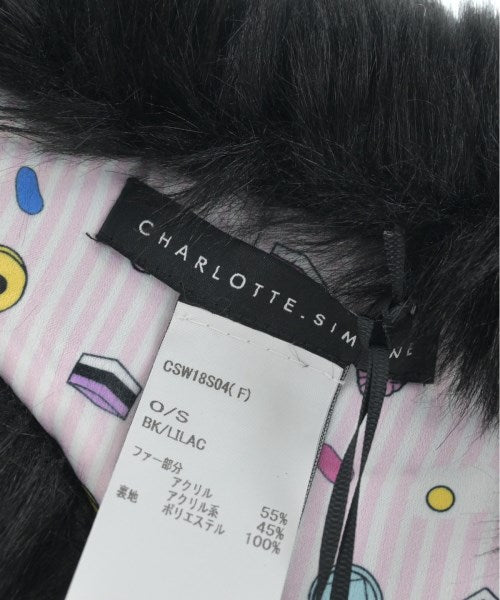 CHARLOTTE.SIM NE
CSW18S04( F)
O/S
BK/LILAC
ファー部分
アクリル 55%
アクリル系 45%
裏地 ポリエステル 100%